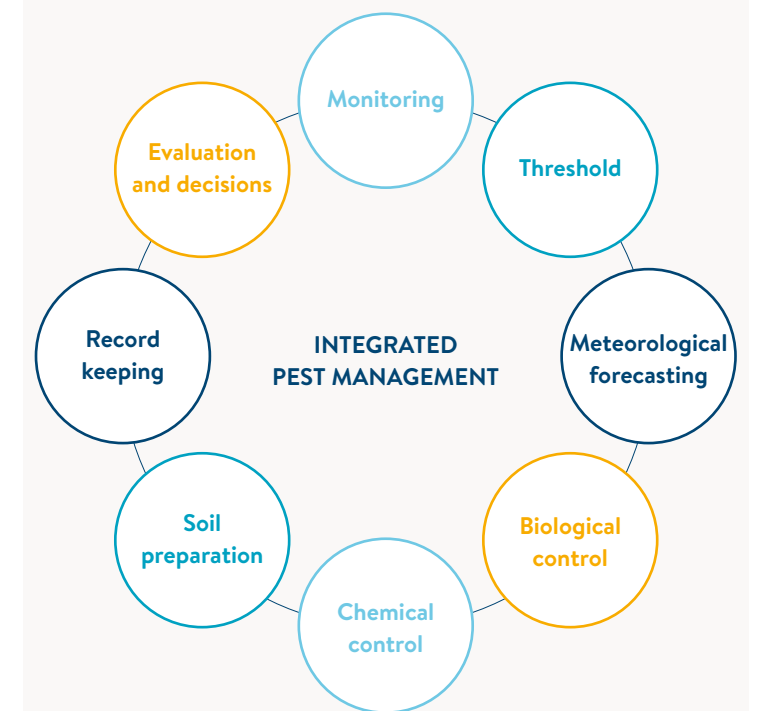 Monitoring
Threshold
Meteorological
forecasting
Biological
control
Chemical
control
Soil
preparation
Record
keeping
Evaluation
and decisions
INTEGRATED
PEST MANAGEMENT